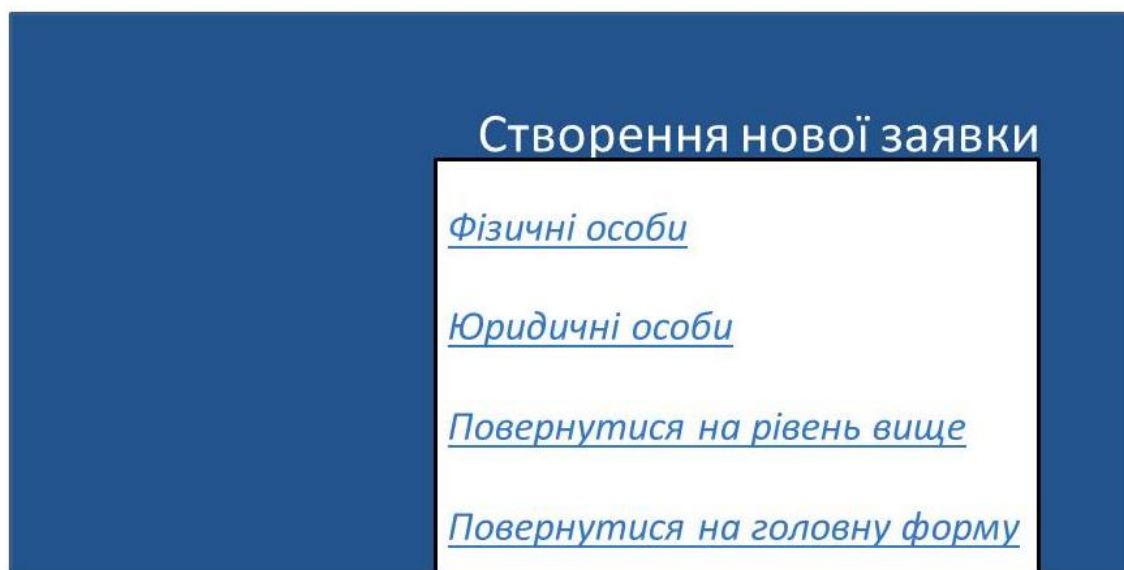 Створення нової заявки
Фізичні особи
Юридичні особи
Повернутися на рівень вище
Повернутися на головну форму